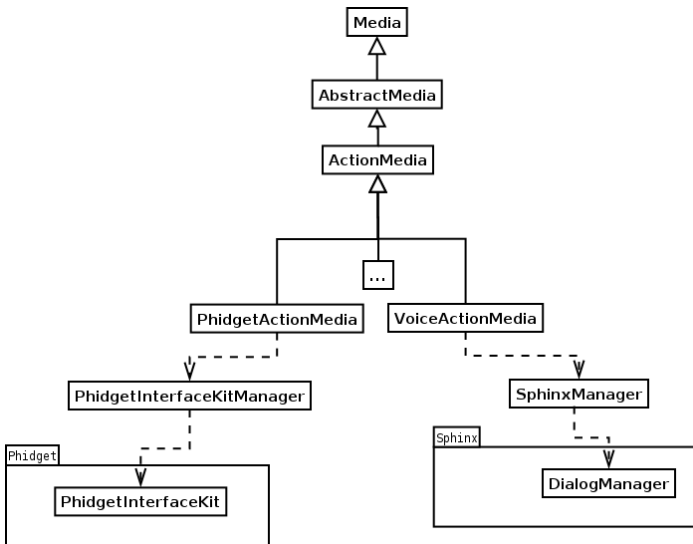 Media
AbstractMedia
ActionMedia
...
PhidgetActionMedia
VoiceActionMedia
PhidgetInterfaceKitManager
SphinxManager
Phidget
Sphinx
PhidgetInterfaceKit
DialogManager